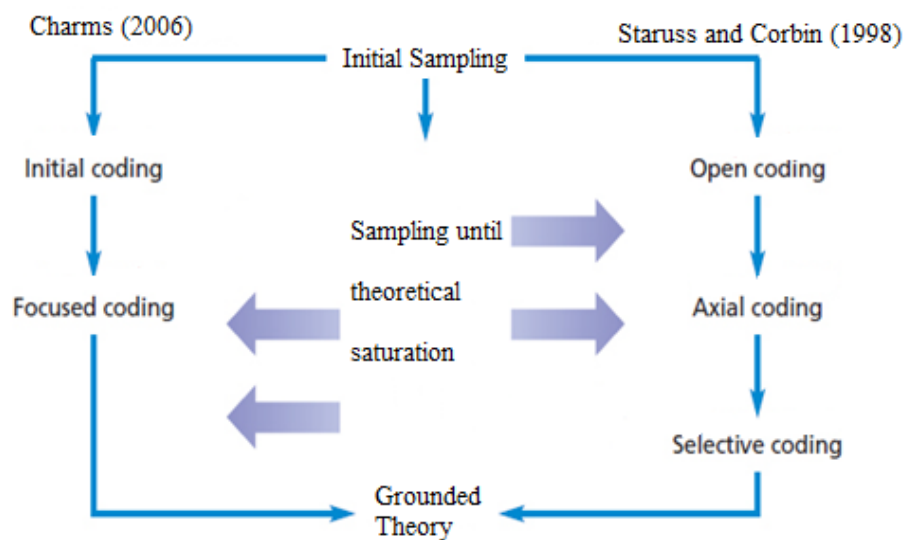 Charms (2006)
Staruss and Corbin (1998)
Initial Sampling
Initial coding
Open coding
Sampling until
theoretical
saturation
Focused coding
Axial coding
Selective coding
Grounded
Theory